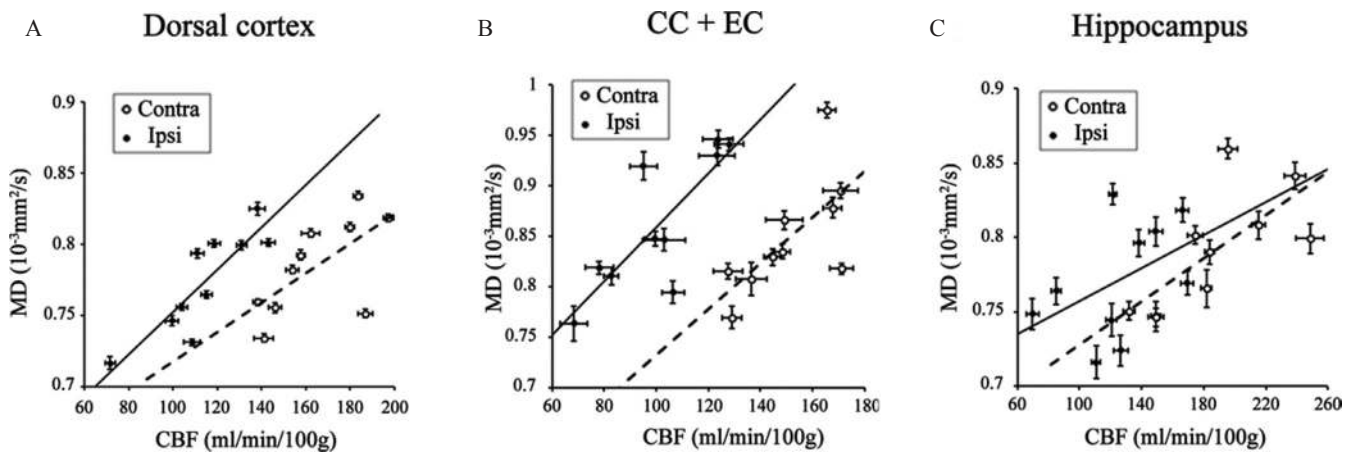 A
Dorsal cortex
B
CC + EC
C
Hippocampus
Contra
Ipsi
MD (10⁻³mm²/s)
0.9
0.85
0.8
0.75
0.7
60 80 100 120 140 160 180 200
CBF (ml/min/100g)
Contra
Ipsi
MD (10⁻³mm²/s)
1
0.95
0.9
0.85
0.8
0.75
0.7
60 80 100 120 140 160 180
CBF (ml/min/100g)
Contra
Ipsi
MD (10⁻³mm²/s)
0.9
0.85
0.8
0.75
0.7
60 100 140 180 220 260
CBF (ml/min/100g)